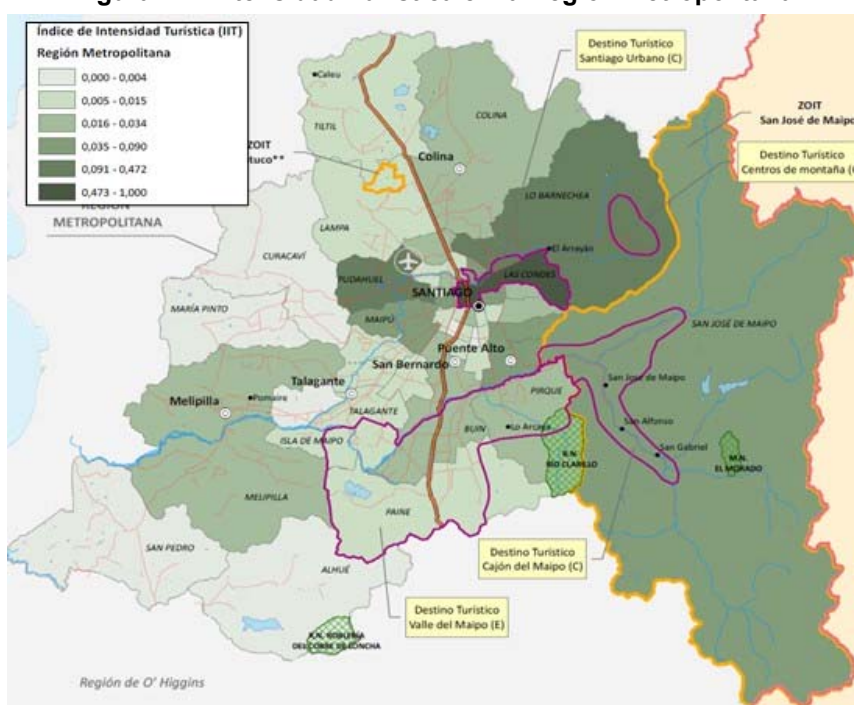 Índice de Intensidad Turística (IIT)
Región Metropolitana
0,000 - 0,004
0,005 - 0,015
0,016 - 0,034
0,035 - 0,090
0,091 - 0,472
0,473 - 1,000
Destino Turístico
Santiago Urbano (C)
ZOIT
San José de Maipo
Destino Turístico
Centros de montaña
Caleu
TILTIL
COLINA
Colina
ZOIT
tuco**
LO BARNECHEA
REGIÓN
METROPOLITANA
LAMPA
CURACAVÍ
El Arrayán
PUDAHUEL
LAS CONDES
SANTIAGO
MARÍA PINTO
MAIPÚ
SAN JOSÉ DE MAIPO
Puente Alto
San Bernardo
Talagante
PIRQUE
San José de Maipo
Melipilla
Pomaire
TALAGANTE
BUIN
Lo Arcaya
San Alfonso
ISLA DE MAIPO
San Gabriel
R.N.
RÍO CLARILLO
M.N.
EL MORADO
MELIPILLA
PAINE
SAN PEDRO
ALHUÉ
Destino Turístico
Cajón del Maipo (C)
Destino Turístico
Valle del Maipo (E)
R.N. ROBLERÍA
DEL COBRE DE LONCHA
Región de O' Higgins